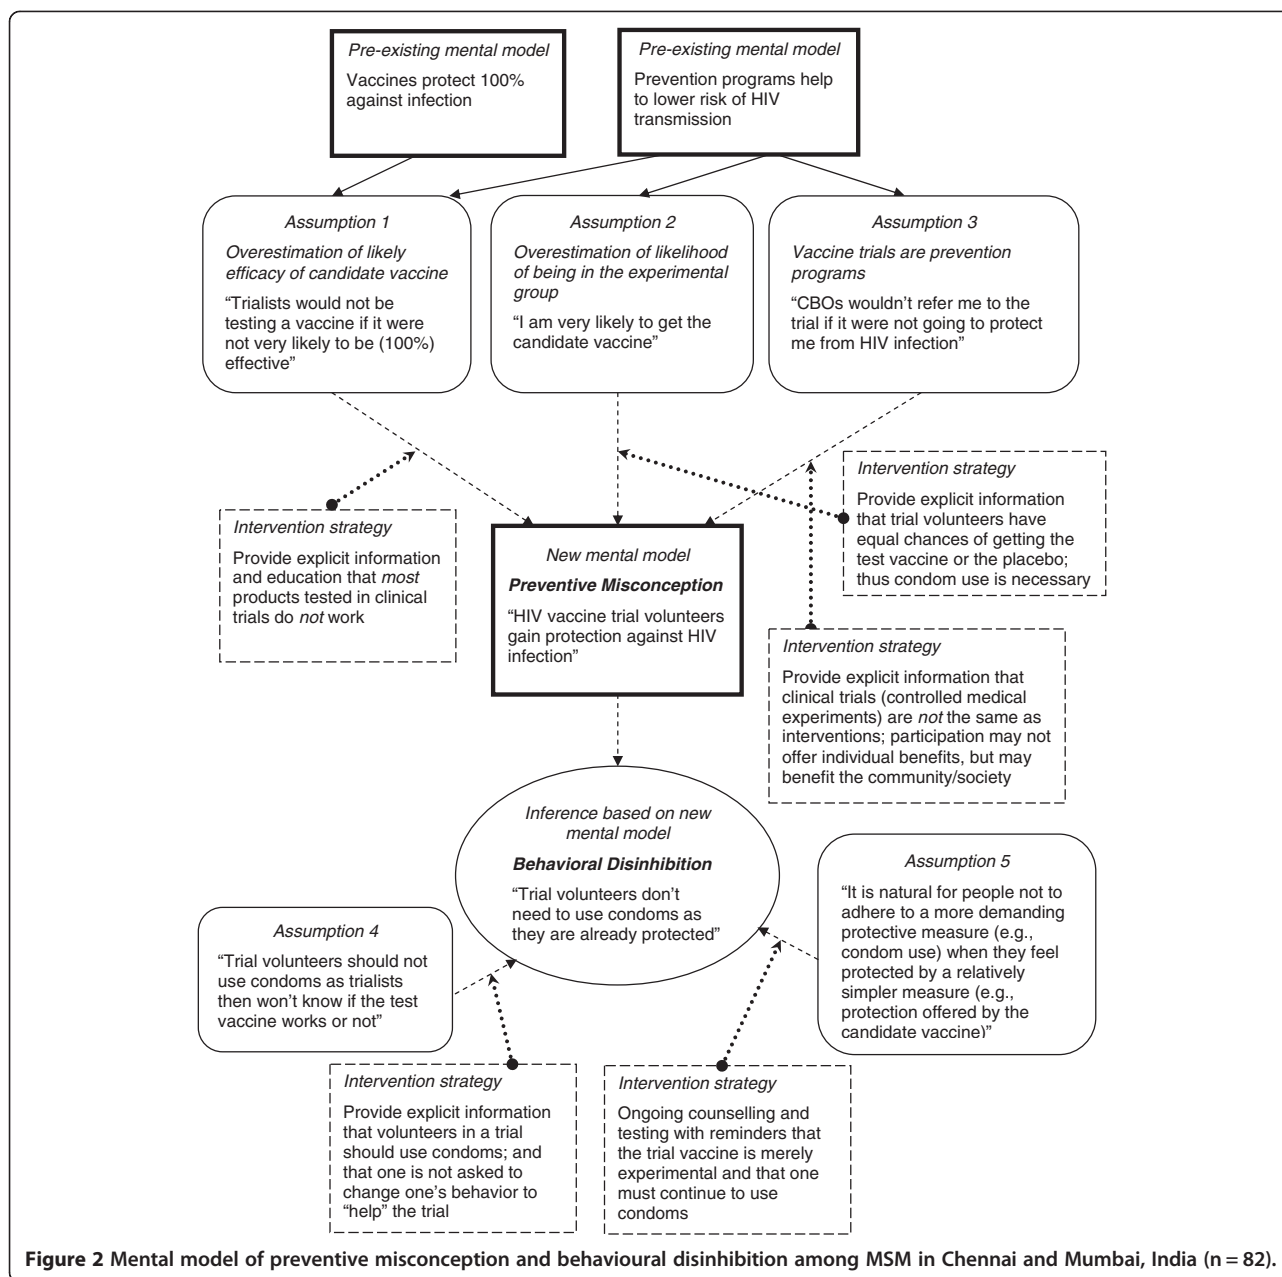 Pre-existing mental model
Vaccines protect 100%
against infection
Pre-existing mental model
Prevention programs help
to lower risk of HIV
transmission
Assumption 1
Overestimation of likely
efficacy of candidate vaccine
“Trialists would not be
testing a vaccine if it were
not very likely to be (100%)
effective”
Assumption 2
Overestimation of likelihood
of being in the experimental
group
“I am very likely to get the
candidate vaccine”
Assumption 3
Vaccine trials are prevention
programs
“CBOs wouldn’t refer me to the
trial if it were not going to protect
me from HIV infection”
Intervention strategy
Provide explicit information
that trial volunteers have
equal chances of getting the
test vaccine or the placebo;
thus condom use is necessary
Intervention strategy
Provide explicit information
and education that most
products tested in clinical
trials do not work
New mental model
Preventive Misconception
“HIV vaccine trial volunteers
gain protection against HIV
infection”
Intervention strategy
Provide explicit information that
clinical trials (controlled medical
experiments) are not the same as
interventions; participation may not
offer individual benefits, but may
benefit the community/society
Inference based on new
mental model
Behavioral Disinhibition
“Trial volunteers don’t
need to use condoms as
they are already protected”
Assumption 4
“Trial volunteers should not
use condoms as trialists
then won’t know if the test
vaccine works or not”
Assumption 5
“It is natural for people not to
adhere to a more demanding
protective measure (e.g.,
condom use) when they feel
protected by a relatively
simpler measure (e.g.,
protection offered by the
candidate vaccine)”
Intervention strategy
Provide explicit information
that volunteers in a trial
should use condoms; and
that one is not asked to
change one’s behavior to
“help” the trial
Intervention strategy
Ongoing counselling and
testing with reminders that
the trial vaccine is merely
experimental and that one
must continue to use
condoms
Figure 2 Mental model of preventive misconception and behavioural disinhibition among MSM in Chennai and Mumbai, India (n = 82).